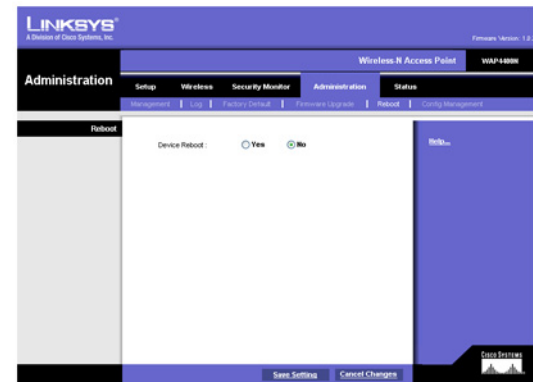 LINKSYS®
A Division of Cisco Systems, Inc.
Firmware Version: 1.0.
Wireless-N Access Point WAP4400N
Administration
Setup Wireless Security Monitor Administration Status
Management | Log | Factory Default | Firmware Upgrade | Reboot | Config Management
Reboot
Device Reboot : Yes No
Help...
Save Setting Cancel Changes
CISCO SYSTEMS